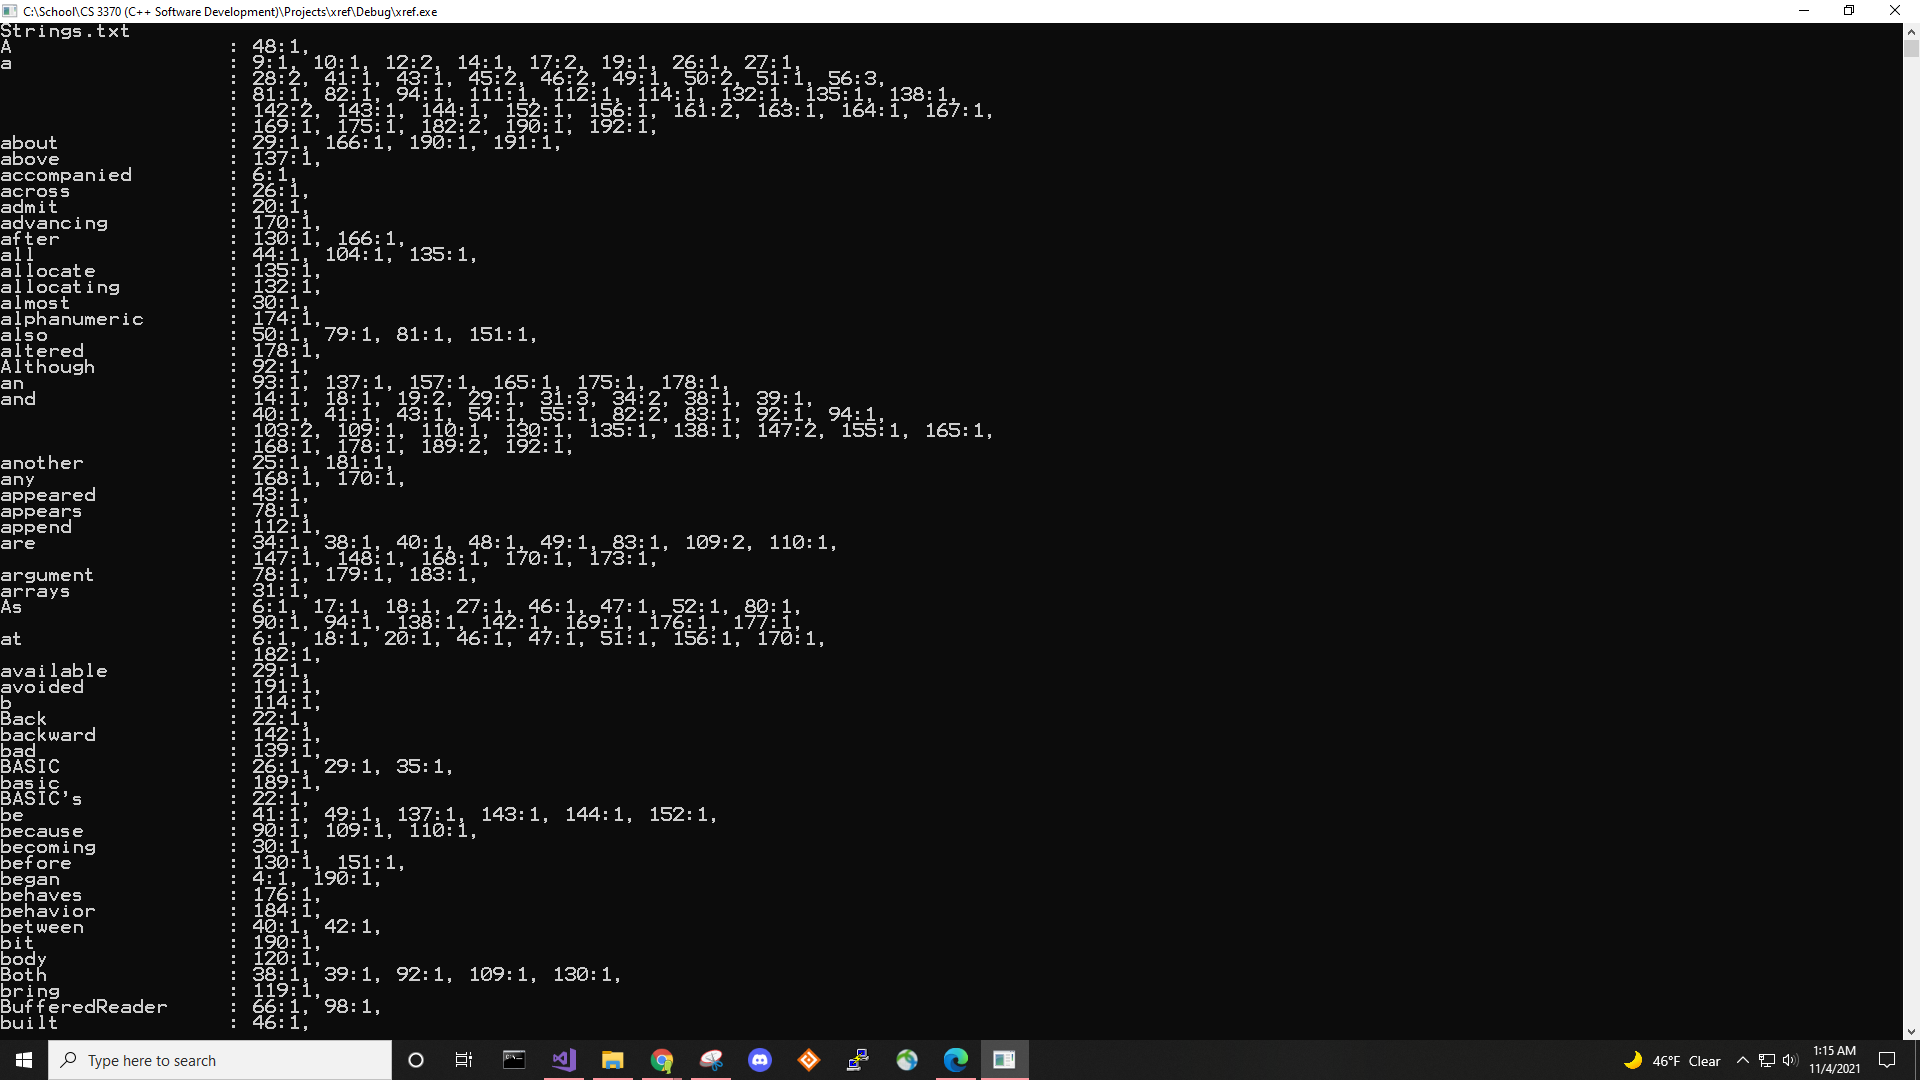 C:\School\CS 3370 (C++ Software Development)\Projects\xref\Debug\xref.exe
Strings.txt
A : 48:1,
a : 9:1, 10:1, 12:2, 14:1, 17:2, 19:1, 26:1, 27:1,
: 28:2, 41:1, 43:1, 45:2, 46:2, 49:1, 50:2, 51:1, 56:3,
: 81:1, 82:1, 94:1, 111:1, 112:1, 114:1, 132:1, 135:1, 138:1,
: 142:2, 143:1, 144:1, 152:1, 156:1, 161:2, 163:1, 164:1, 167:1,
: 169:1, 175:1, 182:2, 190:1, 192:1,
about : 29:1, 166:1, 190:1, 191:1,
above : 137:1,
accompanied : 6:1,
across : 26:1,
admit : 20:1,
advancing : 170:1,
after : 130:1, 166:1,
all : 44:1, 104:1, 135:1,
allocate : 135:1,
allocating : 132:1,
almost : 30:1,
alphanumeric : 174:1,
also : 50:1, 79:1, 81:1, 151:1,
altered : 178:1,
Although : 92:1,
an : 93:1, 137:1, 157:1, 165:1, 175:1, 178:1,
and : 14:1, 18:1, 19:2, 29:1, 31:3, 34:2, 38:1, 39:1,
: 40:1, 41:1, 43:1, 54:1, 55:1, 82:2, 83:1, 92:1, 94:1,
: 103:2, 109:1, 110:1, 130:1, 135:1, 138:1, 147:2, 155:1, 165:1,
: 168:1, 178:1, 189:2, 192:1,
another : 25:1, 181:1,
any : 168:1, 170:1,
appeared : 43:1,
appears : 78:1,
append : 112:1,
are : 34:1, 38:1, 40:1, 48:1, 49:1, 83:1, 109:2, 110:1,
: 147:1, 148:1, 168:1, 170:1, 173:1,
argument : 78:1, 179:1, 183:1,
arrays : 31:1,
As : 6:1, 17:1, 18:1, 27:1, 46:1, 47:1, 52:1, 80:1,
: 90:1, 94:1, 138:1, 142:1, 169:1, 176:1, 177:1,
at : 6:1, 18:1, 20:1, 46:1, 47:1, 51:1, 156:1, 170:1,
: 182:1,
available : 29:1,
avoided : 191:1,
b : 114:1,
Back : 22:1,
backward : 142:1,
bad : 139:1,
BASIC : 26:1, 29:1, 35:1,
basic : 189:1,
BASIC's : 22:1,
be : 41:1, 49:1, 137:1, 143:1, 144:1, 152:1,
because : 90:1, 109:1, 110:1,
becoming : 30:1,
before : 130:1, 151:1,
began : 4:1, 190:1,
behaves : 176:1,
behavior : 184:1,
between : 40:1, 42:1,
bit : 190:1,
body : 120:1,
Both : 38:1, 39:1, 92:1, 109:1, 130:1,
bring : 119:1,
BufferedReader : 66:1, 98:1,
built : 46:1,
Type here to search
46°F Clear
1:15 AM
11/4/2021